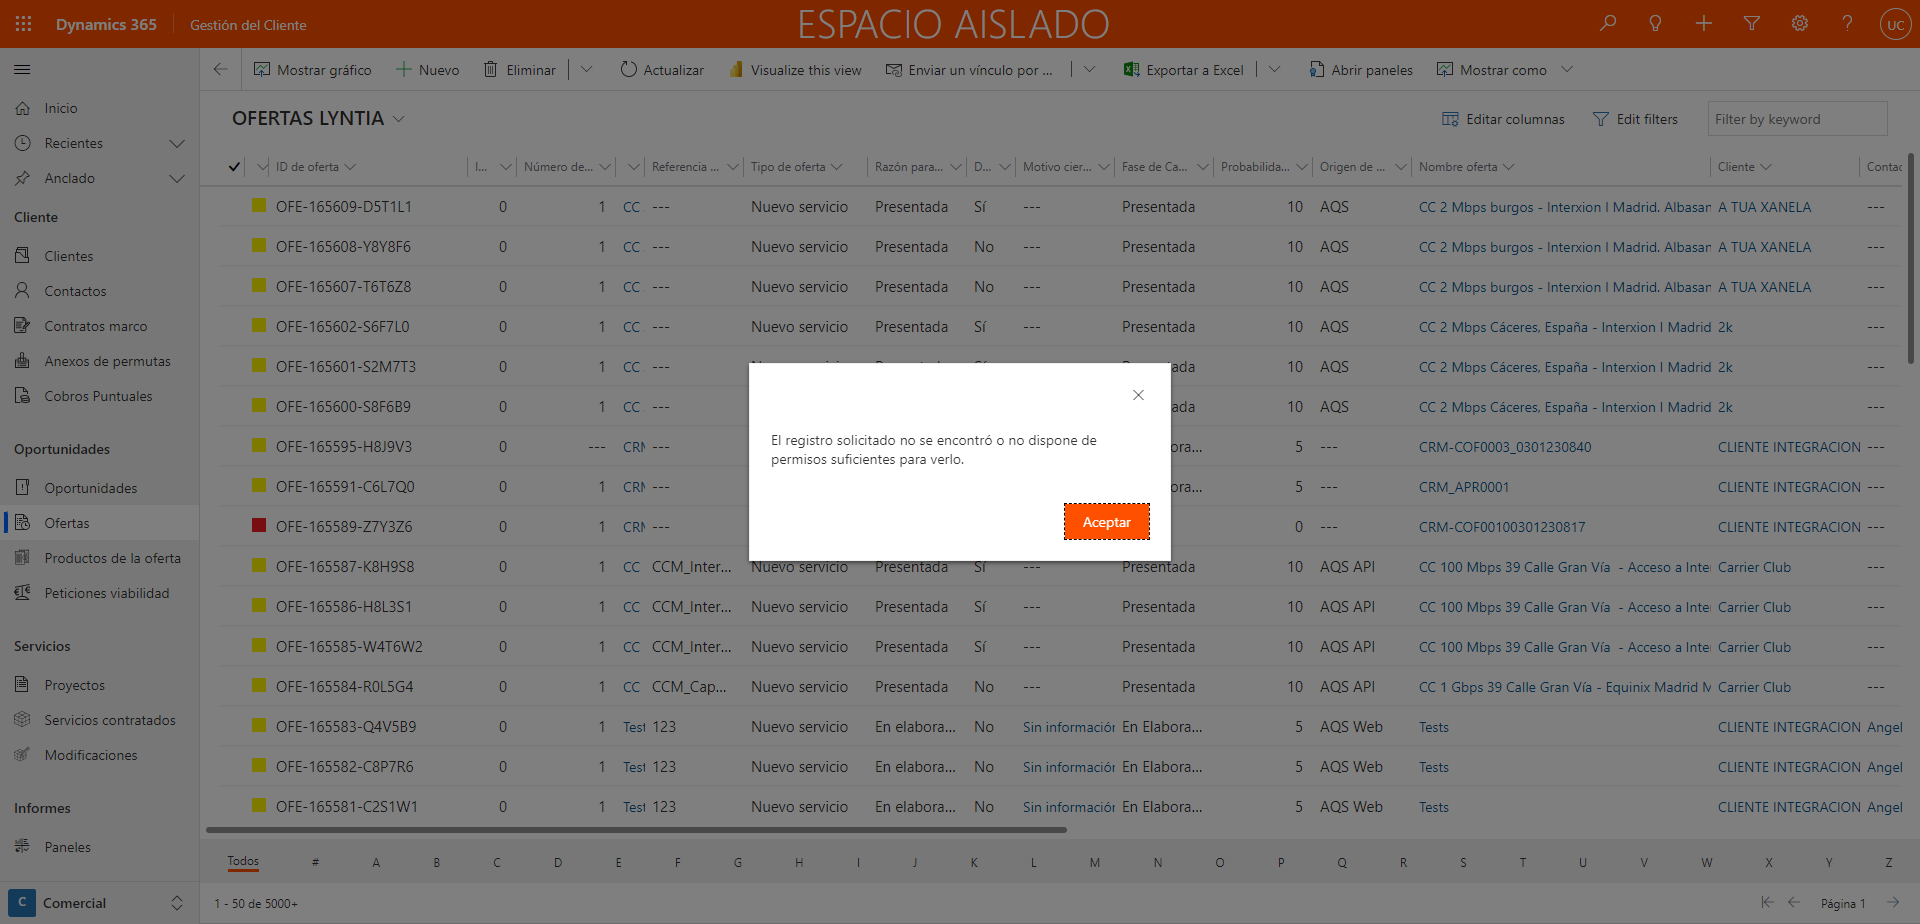 Dynamics 365 Gestión del Cliente ESPACIO AISLADO UC
Mostrar gráfico Nuevo Eliminar Actualizar Visualize this view Enviar un vínculo por ... Exportar a Excel Abrir paneles Mostrar como
Inicio
Recientes
Anclado
Cliente
Clientes
Contactos
Contratos marco
Anexos de permutas
Cobros Puntuales
Oportunidades
Oportunidades
Ofertas
Productos de la oferta
Peticiones viabilidad
Servicios
Proyectos
Servicios contratados
Modificaciones
Informes
Paneles
C Comercial
OFERTAS LYNTIA Editar columnas Edit filters Filter by keyword
ID de oferta I... Número de... Referencia ... Tipo de oferta Razón para... D... Motivo cier... Fase de Ca... Probabilida... Origen de ... Nombre oferta Cliente Contac
OFE-165609-D5T1L1 0 1 CC --- Nuevo servicio Presentada Sí --- Presentada 10 AQS CC 2 Mbps burgos - Interxion I Madrid. Albasan A TUA XANELA ---
OFE-165608-Y8Y8F6 0 1 CC --- Nuevo servicio Presentada No --- Presentada 10 AQS CC 2 Mbps burgos - Interxion I Madrid. Albasan A TUA XANELA ---
OFE-165607-T6T6Z8 0 1 CC --- Nuevo servicio Presentada No --- Presentada 10 AQS CC 2 Mbps burgos - Interxion I Madrid. Albasan A TUA XANELA ---
OFE-165602-S6F7L0 0 1 CC --- Nuevo servicio Presentada Sí --- Presentada 10 AQS CC 2 Mbps Cáceres, España - Interxion I Madrid 2k ---
OFE-165601-S2M7T3 0 1 CC --- ada 10 AQS CC 2 Mbps Cáceres, España - Interxion I Madrid 2k ---
OFE-165600-S8F6B9 0 1 CC --- ada 10 AQS CC 2 Mbps Cáceres, España - Interxion I Madrid 2k ---
OFE-165595-H8J9V3 0 --- CRM --- ora... 5 --- CRM-COF0003_0301230840 CLIENTE INTEGRACION ---
OFE-165591-C6L7Q0 0 1 CRM --- ora... 5 --- CRM_APR0001 CLIENTE INTEGRACION ---
OFE-165589-Z7Y3Z6 0 1 CRM --- 0 --- CRM-COF00100301230817 CLIENTE INTEGRACION ---
OFE-165587-K8H9S8 0 1 CC CCM_Inter... Nuevo servicio Presentada Sí --- Presentada 10 AQS API CC 100 Mbps 39 Calle Gran Vía - Acceso a Inte Carrier Club ---
OFE-165586-H8L3S1 0 1 CC CCM_Inter... Nuevo servicio Presentada Sí --- Presentada 10 AQS API CC 100 Mbps 39 Calle Gran Vía - Acceso a Inte Carrier Club ---
OFE-165585-W4T6W2 0 1 CC CCM_Inter... Nuevo servicio Presentada Sí --- Presentada 10 AQS API CC 100 Mbps 39 Calle Gran Vía - Acceso a Inte Carrier Club ---
OFE-165584-R0L5G4 0 1 CC CCM_Cap... Nuevo servicio Presentada No --- Presentada 10 AQS API CC 1 Gbps 39 Calle Gran Vía - Equinix Madrid M Carrier Club ---
OFE-165583-Q4V5B9 0 1 Test 123 Nuevo servicio En elabora... No Sin información En Elabora... 5 AQS Web Tests CLIENTE INTEGRACION Angel
OFE-165582-C8P7R6 0 1 Test 123 Nuevo servicio En elabora... No Sin información En Elabora... 5 AQS Web Tests CLIENTE INTEGRACION Angel
OFE-165581-C2S1W1 0 1 Test 123 Nuevo servicio En elabora... No Sin información En Elabora... 5 AQS Web Tests CLIENTE INTEGRACION Angel
El registro solicitado no se encontró o no dispone de
permisos suficientes para verlo.
Aceptar
Todos # A B C D E F G H I J K L M N O P Q R S T U V W X Y Z
1 - 50 de 5000+ Página 1